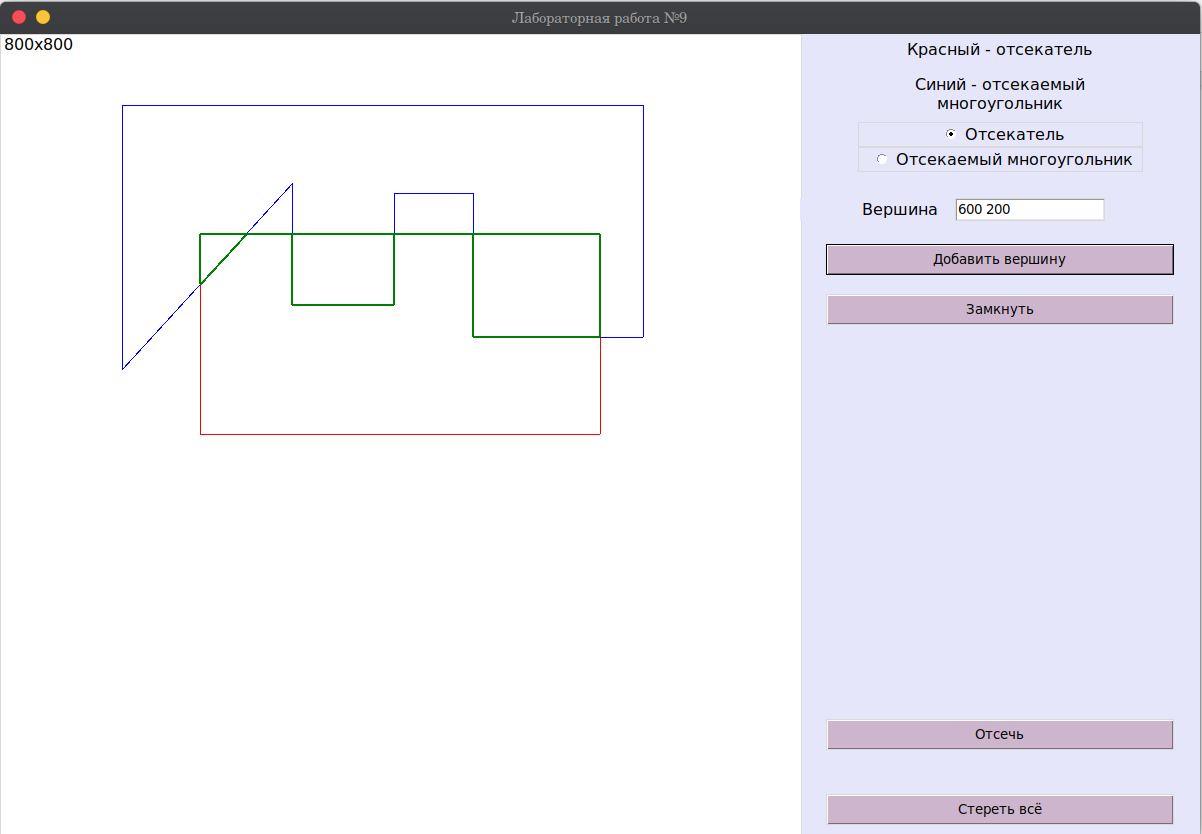 Лабораторная работа №9
800x800
Красный - отсекатель
Синий - отсекаемый
многоугольник
Отсекатель
Отсекаемый многоугольник
Вершина 600 200
Добавить вершину
Замкнуть
Отсечь
Стереть всё